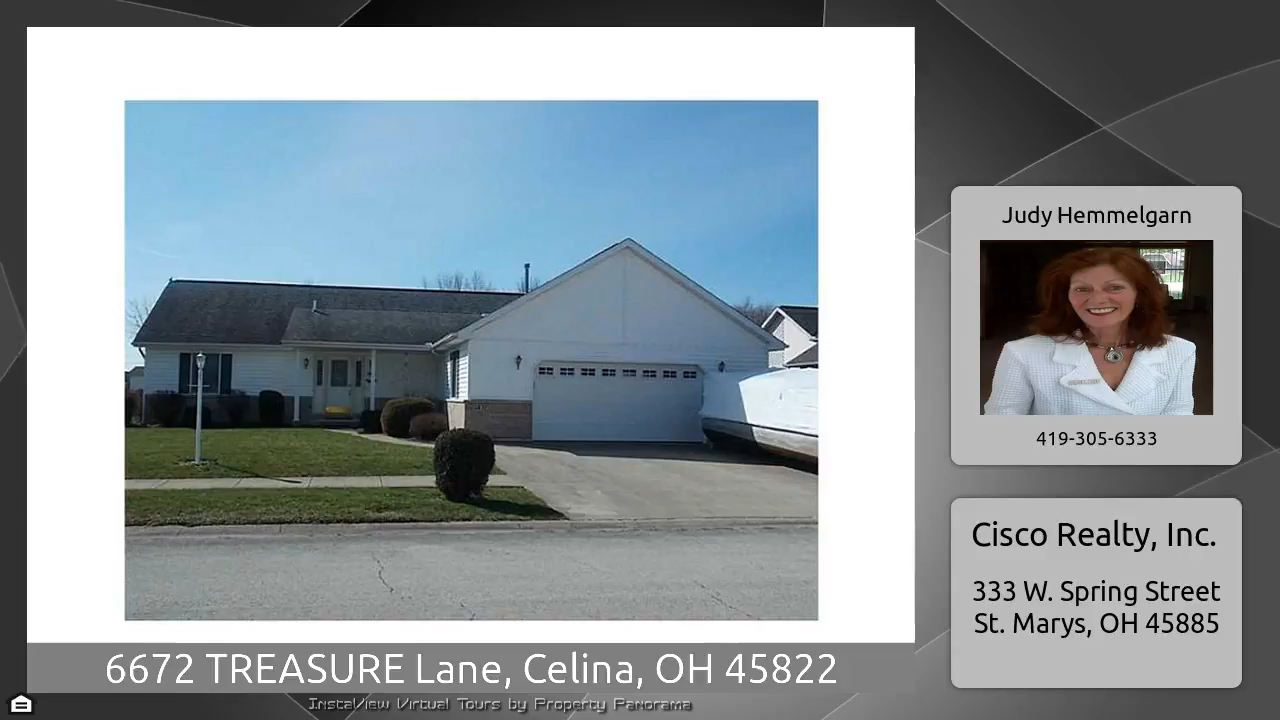 Judy Hemmelgarn
419-305-6333
Cisco Realty, Inc.
333 W. Spring Street
St. Marys, OH 45885
6672 TREASURE Lane, Celina, OH 45822
InstaView Virtual Tours by Property Panorama